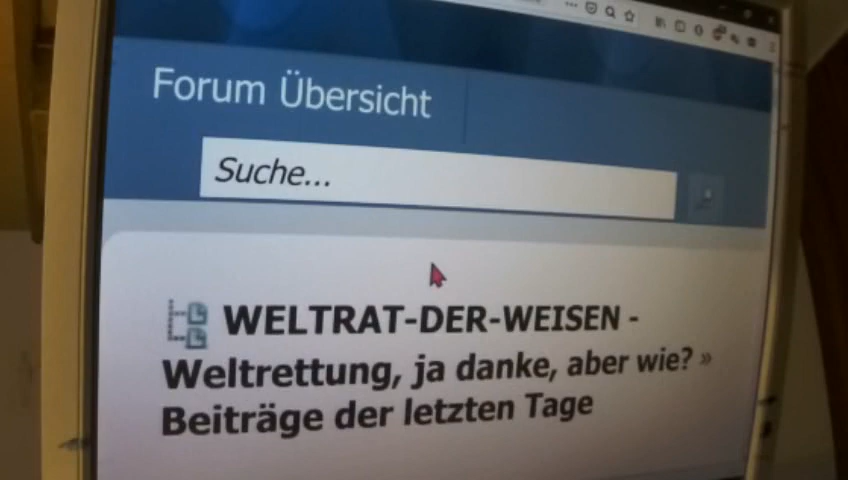 Forum Übersicht
Suche...
WELTRAT-DER-WEISEN -
Weltrettung, ja danke, aber wie? »
Beiträge der letzten Tage